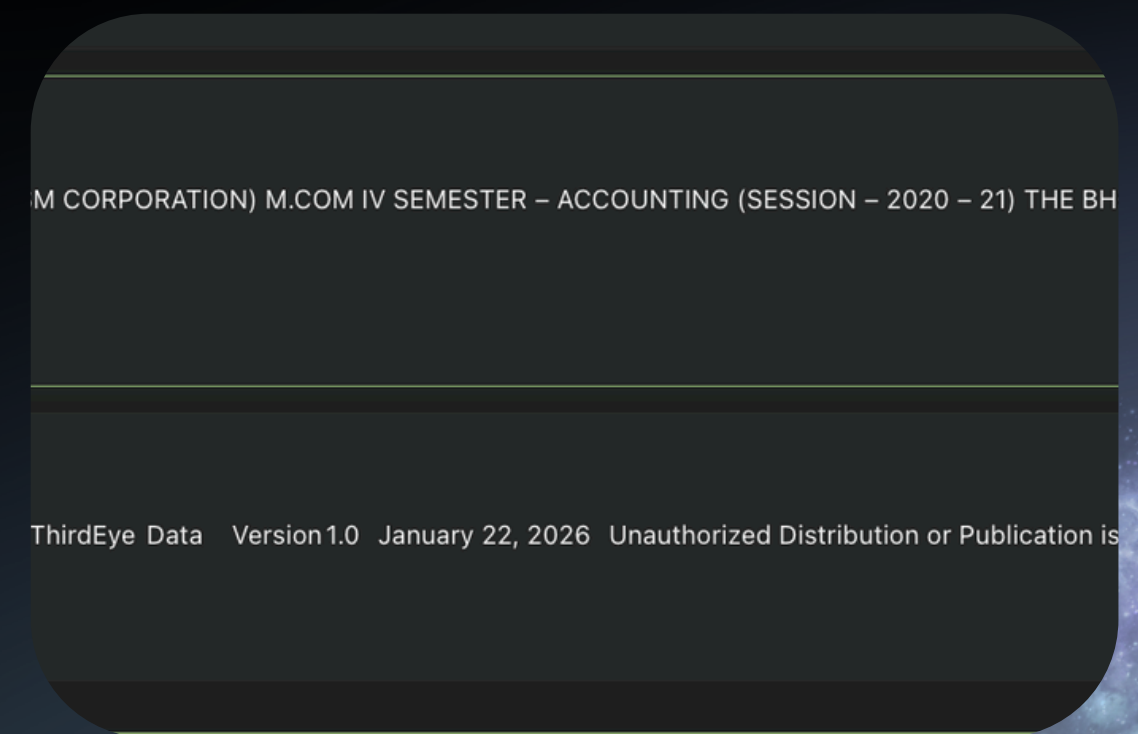 M CORPORATION) M.COM IV SEMESTER – ACCOUNTING (SESSION – 2020 – 21) THE BH
ThirdEye Data Version 1.0 January 22, 2026 Unauthorized Distribution or Publication is